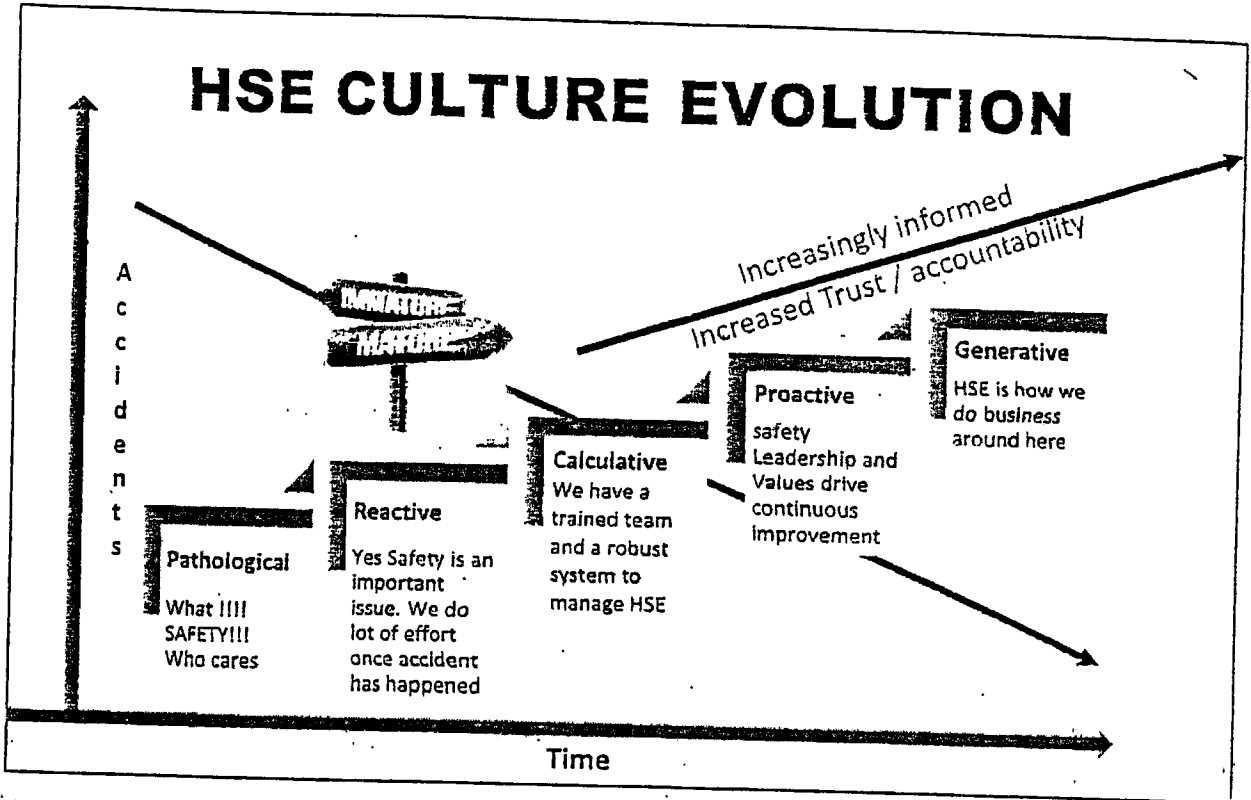 HSE CULTURE EVOLUTION
Accidents
IMMATURE
MATURE
Increasingly informed
Increased Trust / accountability
Pathological
What !!!!
SAFETY!!!
Who cares
Reactive
Yes Safety is an
important
issue. We do
lot of effort
once accident
has happened
Calculative
We have a
trained team
and a robust
system to
manage HSE
Proactive
safety
Leadership and
Values drive
continuous
improvement
Generative
HSE is how we
do business
around here
Time